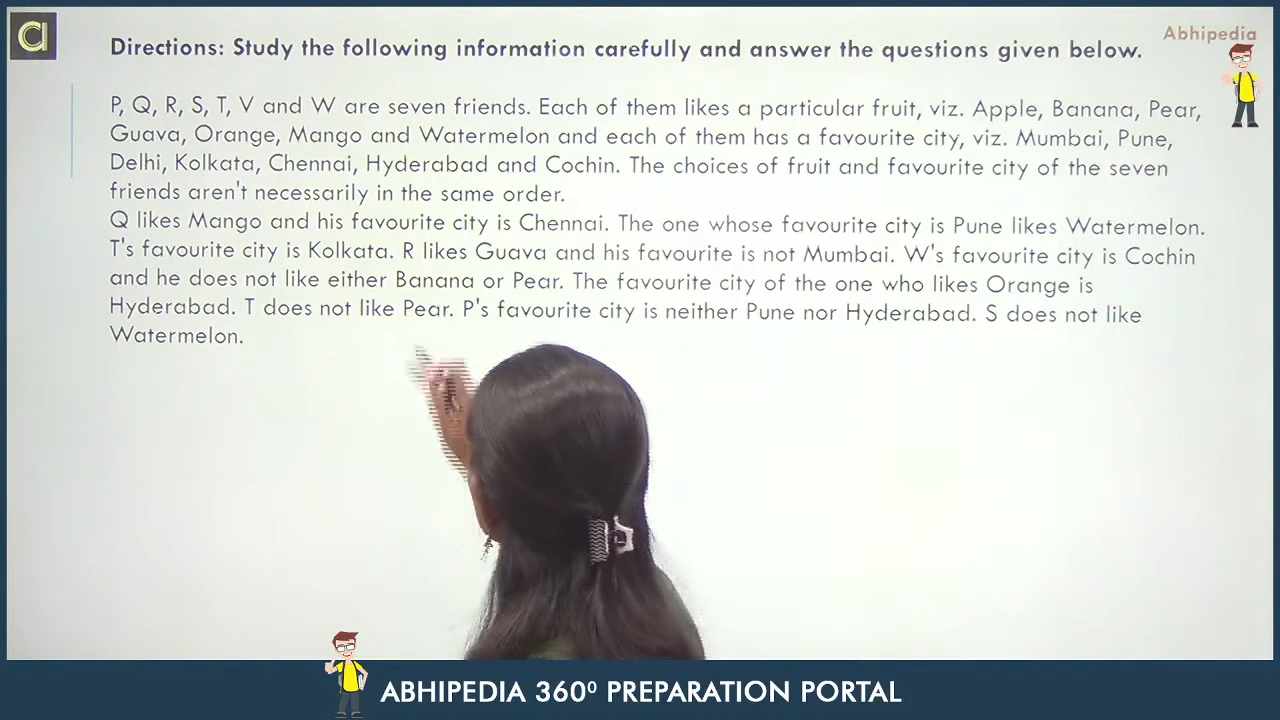 Abhipedia
Directions: Study the following information carefully and answer the questions given below.
P, Q, R, S, T, V and W are seven friends. Each of them likes a particular fruit, viz. Apple, Banana, Pear,
Guava, Orange, Mango and Watermelon and each of them has a favourite city, viz. Mumbai, Pune,
Delhi, Kolkata, Chennai, Hyderabad and Cochin. The choices of fruit and favourite city of the seven
friends aren't necessarily in the same order.
Q likes Mango and his favourite city is Chennai. The one whose favourite city is Pune likes Watermelon.
T's favourite city is Kolkata. R likes Guava and his favourite is not Mumbai. W's favourite city is Cochin
and he does not like either Banana or Pear. The favourite city of the one who likes Orange is
Hyderabad. T does not like Pear. P's favourite city is neither Pune nor Hyderabad. S does not like
Watermelon.
ABHIPEDIA 360⁰ PREPARATION PORTAL